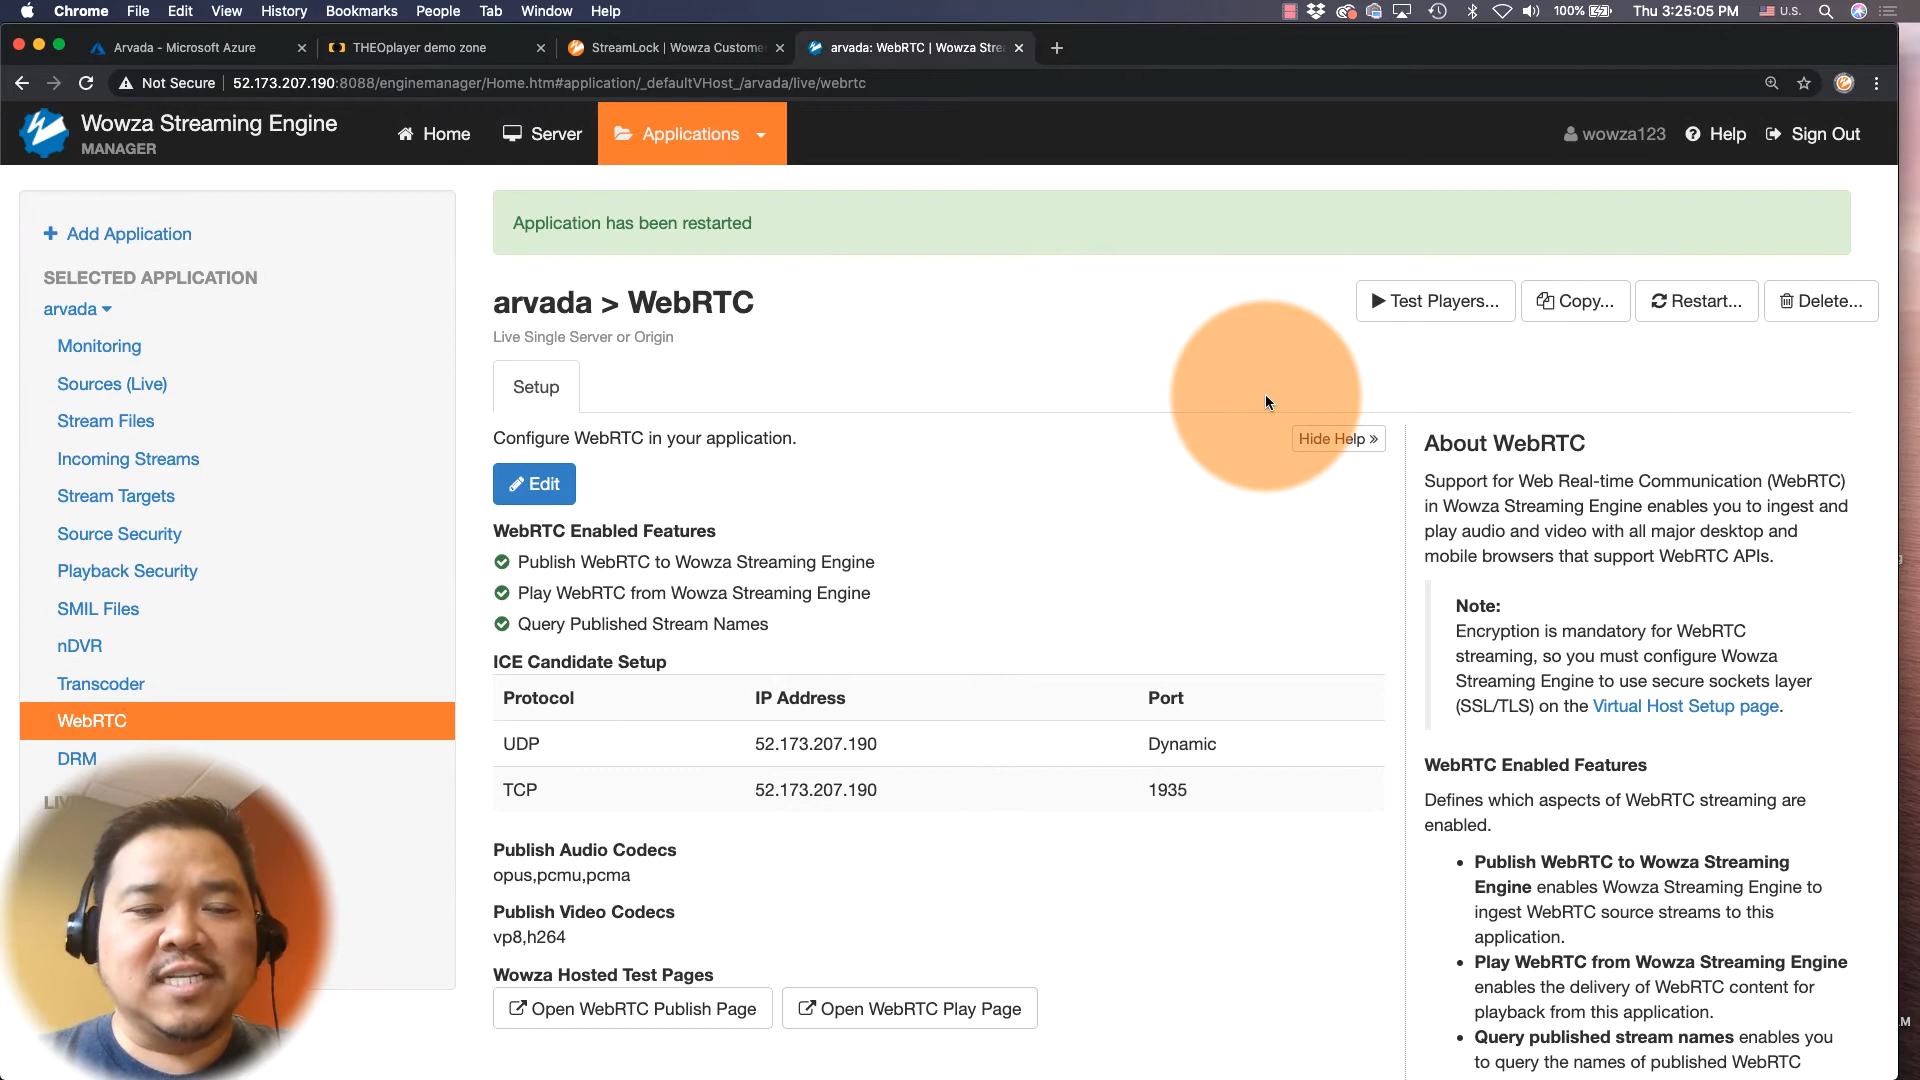 Chrome File Edit View History Bookmarks People Tab Window Help 100% Thu 3:25:05 PM U.S.
Arvada - Microsoft Azure THEOplayer demo zone StreamLock | Wowza Custome arvada: WebRTC | Wowza Stre
Not Secure 52.173.207.190:8088/enginemanager/Home.htm#application/_defaultVHost_/arvada/live/webrtc
Wowza Streaming Engine
MANAGER
Home Server Applications wowza123 Help Sign Out
Add Application
SELECTED APPLICATION
arvada
Monitoring
Sources (Live)
Stream Files
Incoming Streams
Stream Targets
Source Security
Playback Security
SMIL Files
nDVR
Transcoder
WebRTC
DRM
Application has been restarted
arvada > WebRTC
Live Single Server or Origin
Test Players... Copy... Restart... Delete...
Setup
Configure WebRTC in your application.
Hide Help »
Edit
WebRTC Enabled Features
Publish WebRTC to Wowza Streaming Engine
Play WebRTC from Wowza Streaming Engine
Query Published Stream Names
ICE Candidate Setup
Protocol IP Address Port
UDP 52.173.207.190 Dynamic
TCP 52.173.207.190 1935
Publish Audio Codecs
opus,pcmu,pcma
Publish Video Codecs
vp8,h264
Wowza Hosted Test Pages
Open WebRTC Publish Page Open WebRTC Play Page
About WebRTC
Support for Web Real-time Communication (WebRTC)
in Wowza Streaming Engine enables you to ingest and
play audio and video with all major desktop and
mobile browsers that support WebRTC APIs.
Note:
Encryption is mandatory for WebRTC
streaming, so you must configure Wowza
Streaming Engine to use secure sockets layer
(SSL/TLS) on the Virtual Host Setup page.
WebRTC Enabled Features
Defines which aspects of WebRTC streaming are
enabled.
• Publish WebRTC to Wowza Streaming
Engine enables Wowza Streaming Engine to
ingest WebRTC source streams to this
application.
• Play WebRTC from Wowza Streaming Engine
enables the delivery of WebRTC content for
playback from this application.
• Query published stream names enables you
to query the names of published WebRTC